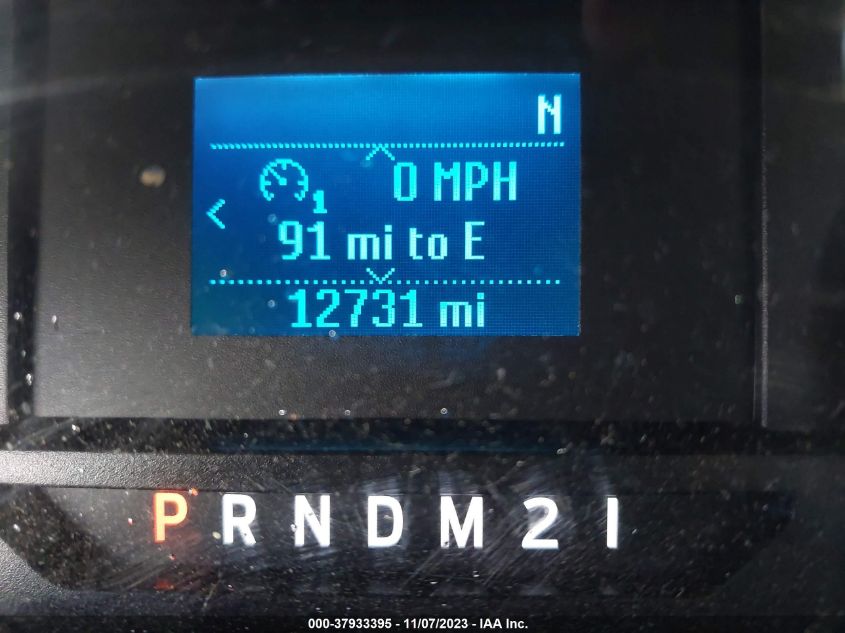 N
1 0 MPH
91 mi to E
12731 mi
P R N D M 2 1
000-37933395 - 11/07/2023 - IAA Inc.